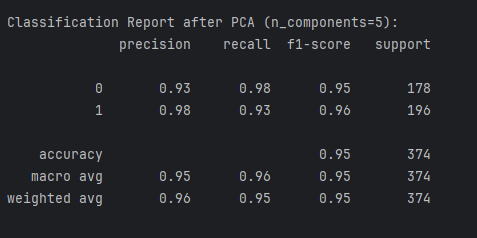 Classification Report after PCA (n_components=5):
precision recall f1-score support
0 0.93 0.98 0.95 178
1 0.98 0.93 0.96 196
accuracy 0.95 374
macro avg 0.95 0.96 0.95 374
weighted avg 0.96 0.95 0.95 374